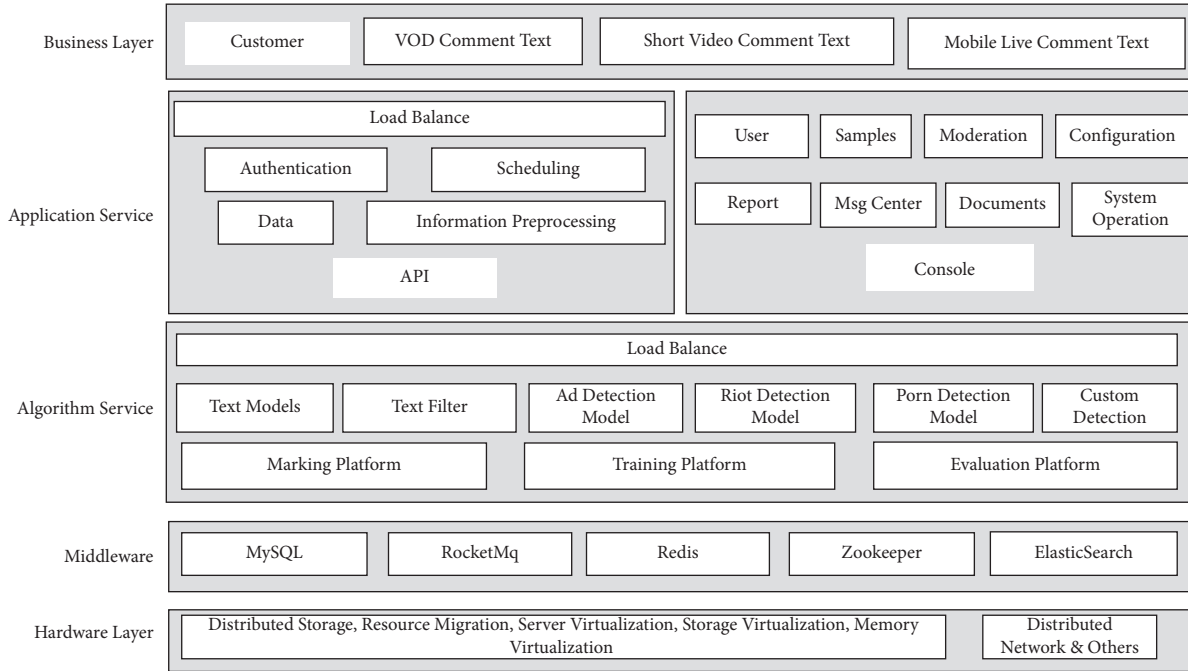 Business Layer
Customer
VOD Comment Text
Short Video Comment Text
Mobile Live Comment Text
Application Service
Load Balance
Authentication
Scheduling
Data
Information Preprocessing
API
User
Samples
Moderation
Configuration
Report
Msg Center
Documents
System
Operation
Console
Algorithm Service
Load Balance
Text Models
Text Filter
Ad Detection
Model
Riot Detection
Model
Porn Detection
Model
Custom
Detection
Marking Platform
Training Platform
Evaluation Platform
Middleware
MySQL
RocketMq
Redis
Zookeeper
ElasticSearch
Hardware Layer
Distributed Storage, Resource Migration, Server Virtualization, Storage Virtualization, Memory
Virtualization
Distributed
Network & Others